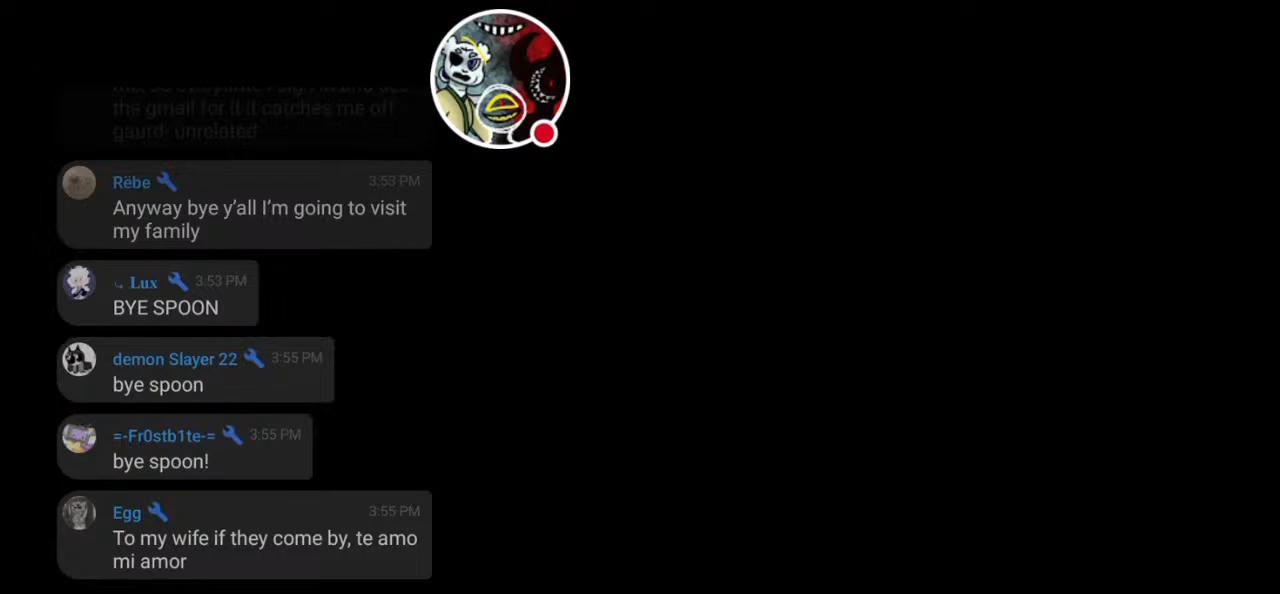 the gmail for it it catches me off
gaurd- unrelated
Rëbe 3:53 PM
Anyway bye y'all I'm going to visit
my family
Lux 3:53 PM
BYE SPOON
demon Slayer 22 3:55 PM
bye spoon
=-Fr0stb1te-= 3:55 PM
bye spoon!
Egg 3:55 PM
To my wife if they come by, te amo
mi amor